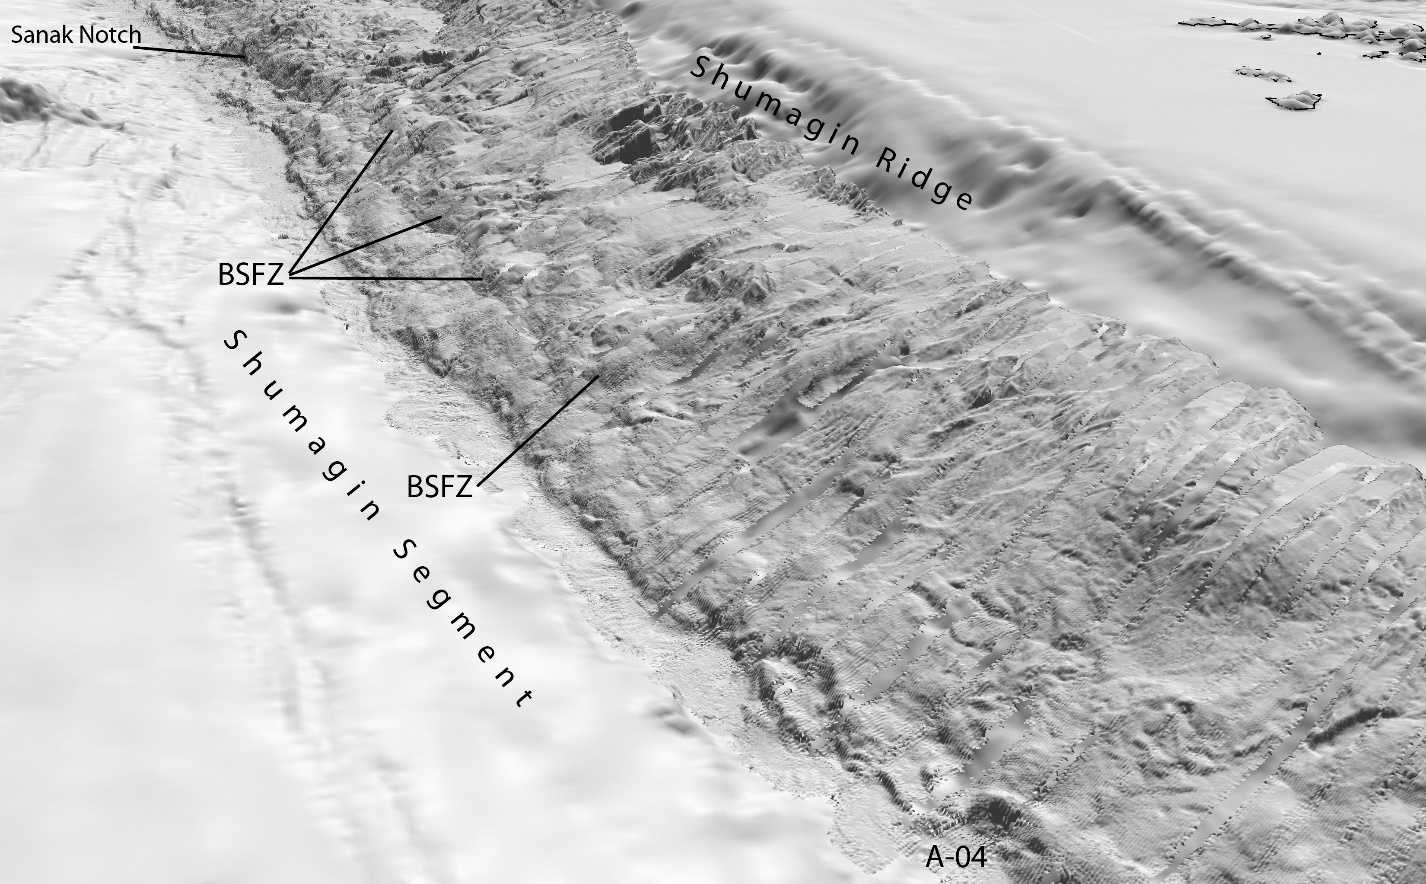 Sanak Notch
Shumagin Ridge
BSFZ
Shumagin Segment
BSFZ
A-04